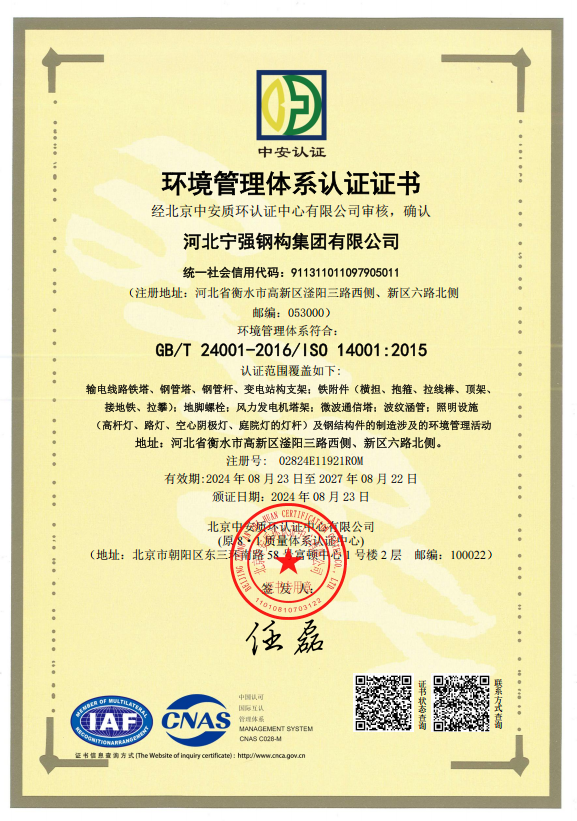 中安认证
环境管理体系认证证书
经北京中安质环认证中心有限公司审核，确认
河北宁强钢构集团有限公司
统一社会信用代码：911311011097905011
（注册地址：河北省衡水市高新区滏阳三路西侧、新区六路北侧
邮编：053000）
环境管理体系符合：
GB/T 24001-2016/ISO 14001:2015
认证范围覆盖如下:
输电线路铁塔、钢管塔、钢管杆、变电站构支架；铁附件（横担、抱箍、拉线棒、顶架、
接地铁、拉攀）；地脚螺栓；风力发电机塔架；微波通信塔；波纹涵管；照明设施
（高杆灯、路灯、空心阴极灯、庭院灯的灯杆）及钢结构件的制造涉及的环境管理活动
地址：河北省衡水市高新区滏阳三路西侧、新区六路北侧。
注册号： 02824E11921R0M
有效期:2024 年 08 月 23 日至 2027 年 08 月 22 日
颁证日期：2024 年 08 月 23 日
北京中安质环认证中心有限公司
(原 8·1 质量体系认证中心)
（地址：北京市朝阳区东三环南路 58 号富顿中心 1 号楼 2 层 邮编：100022）
签 发 人：
证书专用章
11010810703122
任磊
MEMBER OF MULTILATERAL
IAF
RECOGNITION ARRANGEMENT
CNAS
中国认可
国际互认
管理体系
MANAGEMENT SYSTEM
CNAS C028-M
证书状态查询
联系方式查询
证书信息查询方式(The Website of inquiry certificate)：http://www.cnca.gov.cn